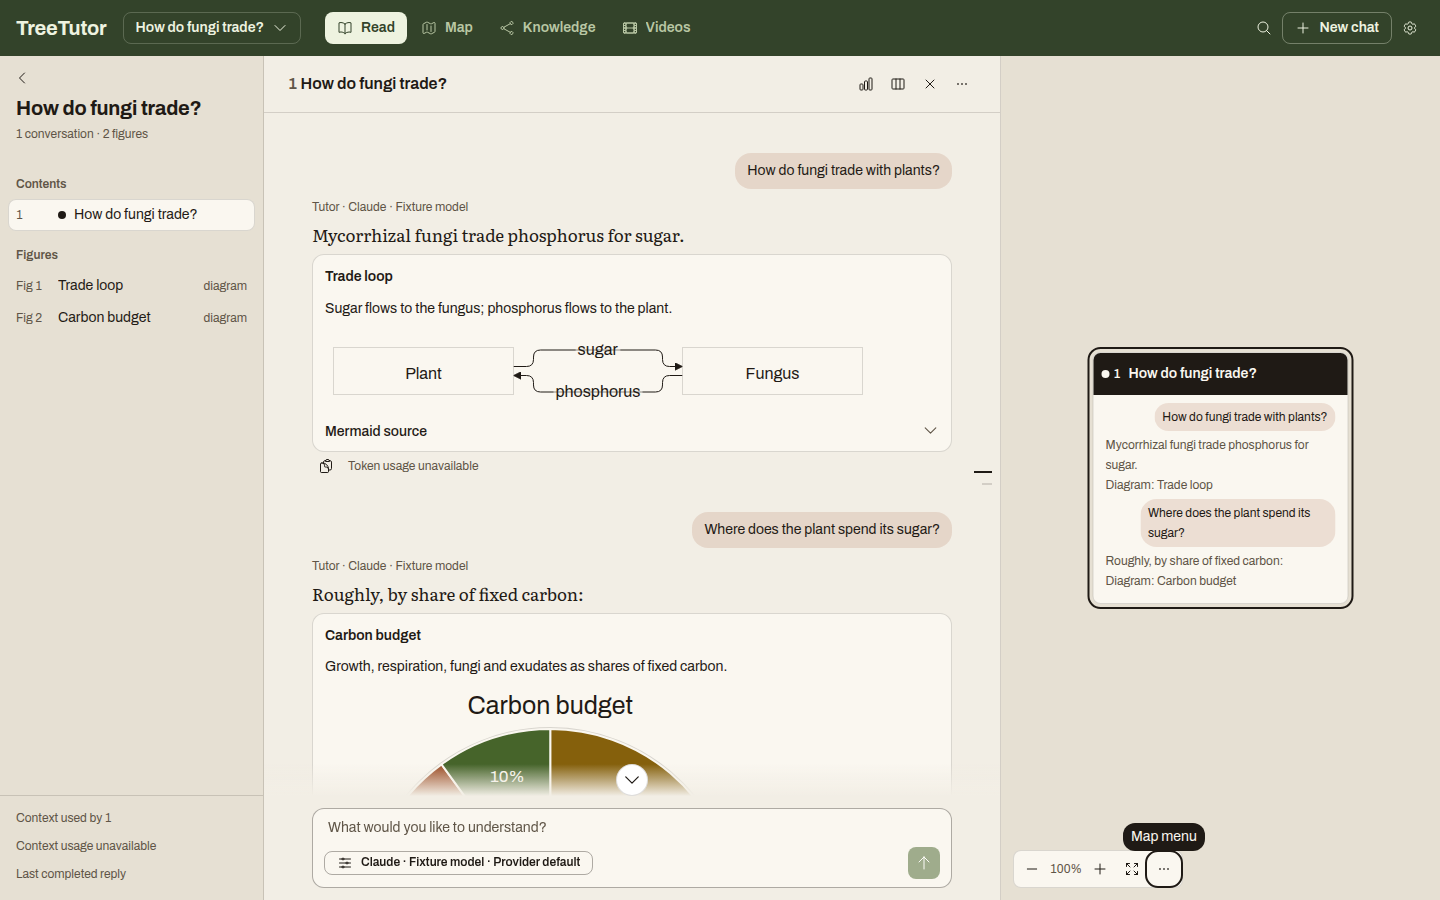 TreeTutor
How do fungi trade?
Read
Map
Knowledge
Videos
New chat
How do fungi trade?
1 conversation · 2 figures
Contents
1 How do fungi trade?
Figures
Fig 1 Trade loop diagram
Fig 2 Carbon budget diagram
Context used by 1
Context usage unavailable
Last completed reply
1 How do fungi trade?
How do fungi trade with plants?
Tutor · Claude · Fixture model
Mycorrhizal fungi trade phosphorus for sugar.
Trade loop
Sugar flows to the fungus; phosphorus flows to the plant.
sugar
Plant
Fungus
phosphorus
Mermaid source
Token usage unavailable
Where does the plant spend its sugar?
Tutor · Claude · Fixture model
Roughly, by share of fixed carbon:
Carbon budget
Growth, respiration, fungi and exudates as shares of fixed carbon.
Carbon budget
10%
What would you like to understand?
Claude · Fixture model · Provider default
1 How do fungi trade?
How do fungi trade with plants?
Mycorrhizal fungi trade phosphorus for
sugar.
Diagram: Trade loop
Where does the plant spend its
sugar?
Roughly, by share of fixed carbon:
Diagram: Carbon budget
Map menu
100%